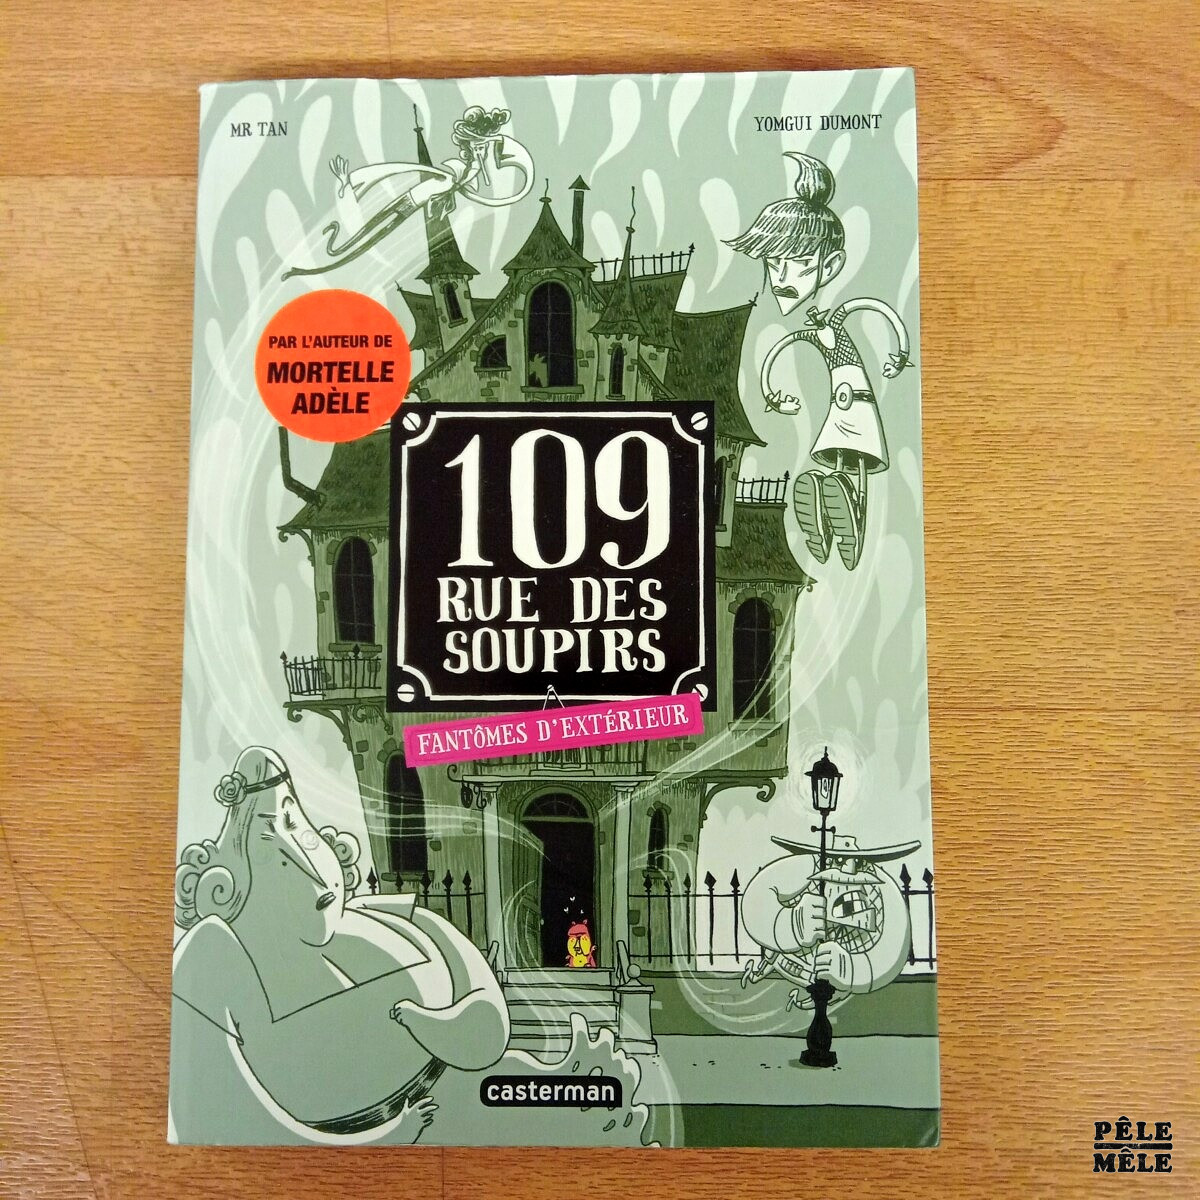 MR TAN
YOMGUI DUMONT
PAR L'AUTEUR DE
MORTELLE
ADÈLE
109
RUE DES
SOUPIRS
FANTÔMES D'EXTÉRIEUR
casterman
PÊLE
MÊLE